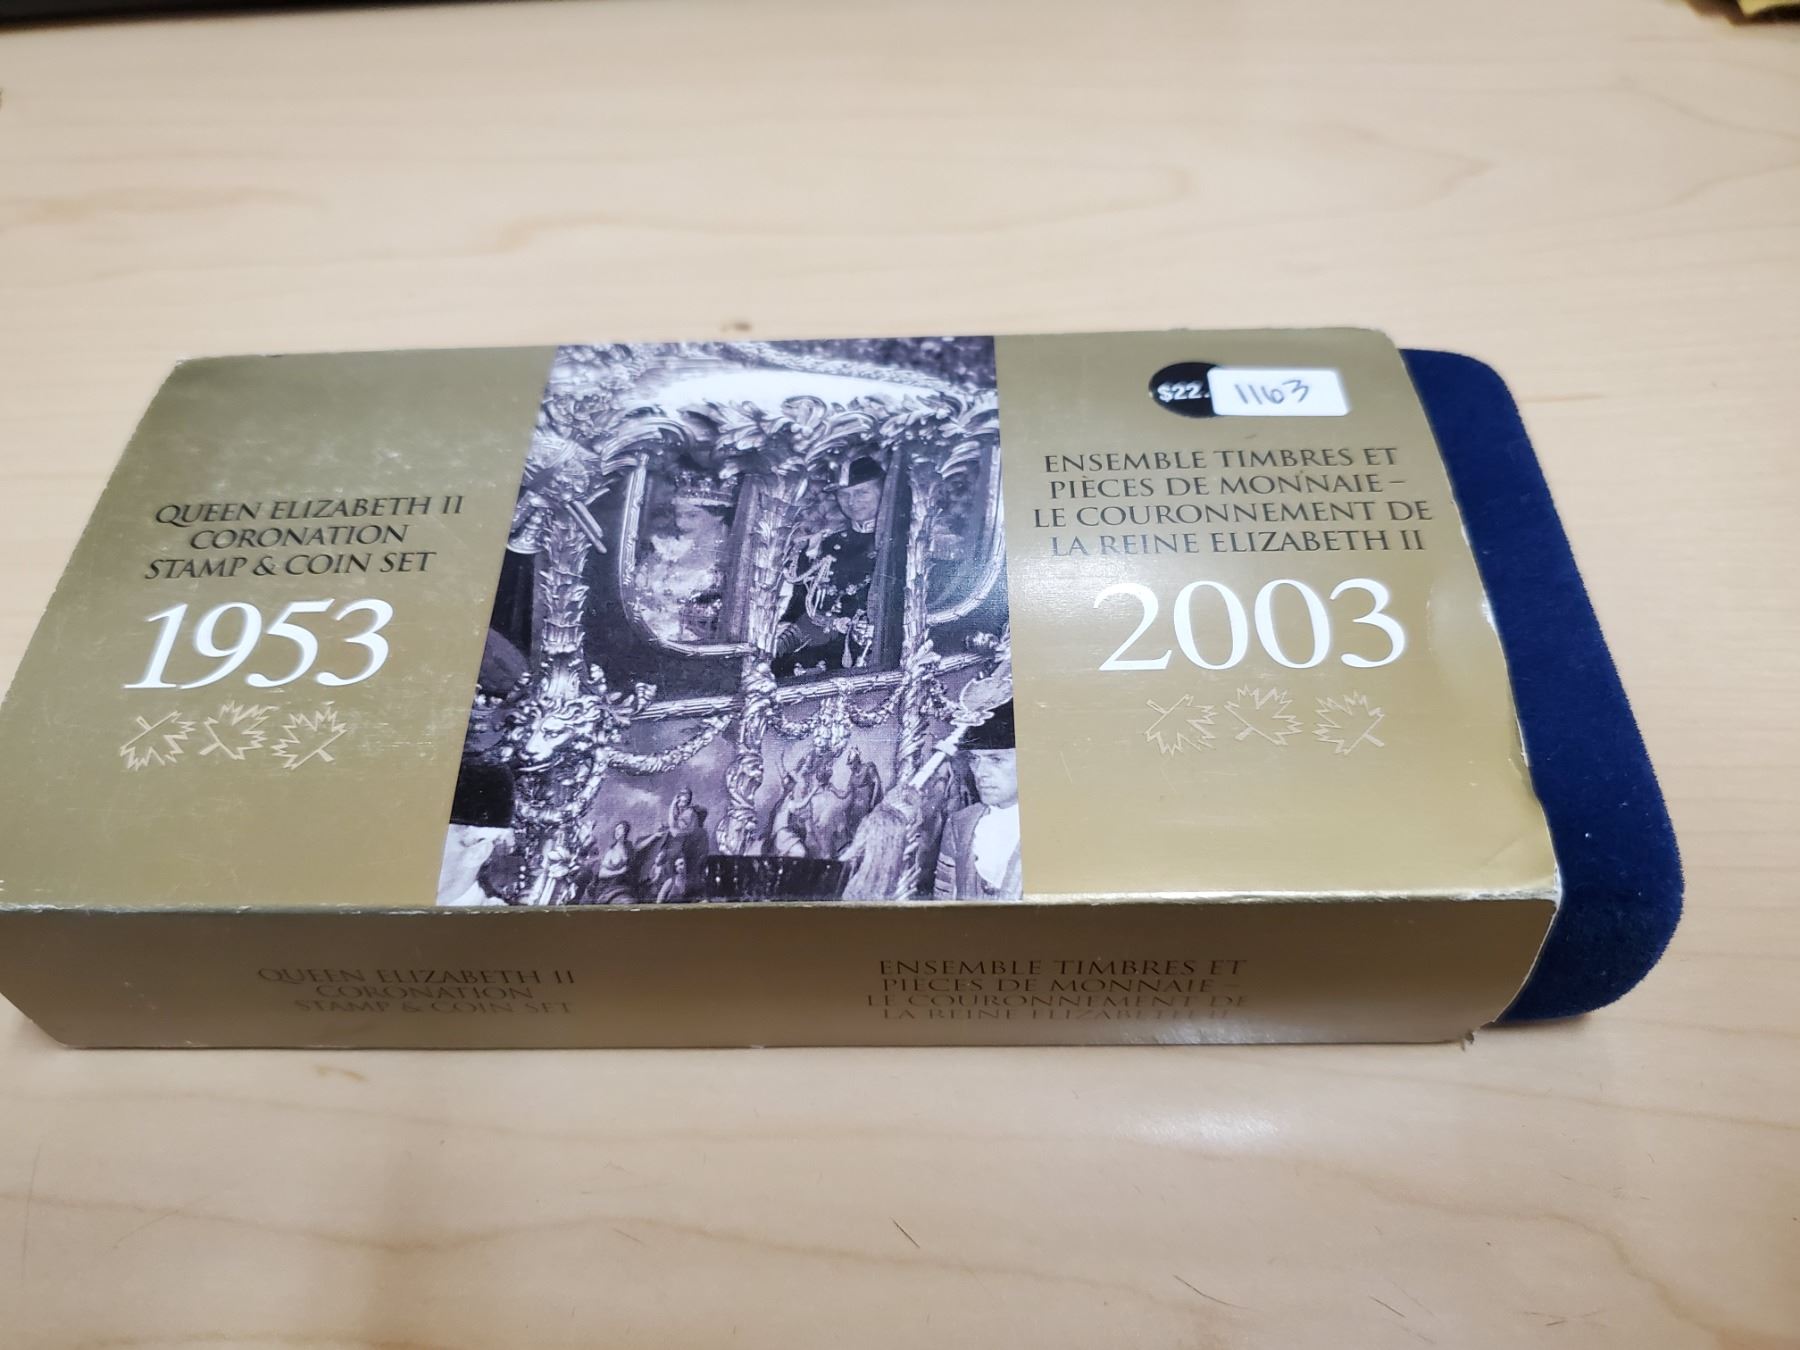 QUEEN ELIZABETH II
CORONATION
STAMP & COIN SET
1953
$22.
1163
ENSEMBLE TIMBRES ET
PIÈCES DE MONNAIE –
LE COURONNEMENT DE
LA REINE ELIZABETH II
2003
QUEEN ELIZABETH II
CORONATION
STAMP & COIN SET
ENSEMBLE TIMBRES ET
PIÈCES DE MONNAIE –
LE COURONNEMENT DE
LA REINE ELIZABETH II